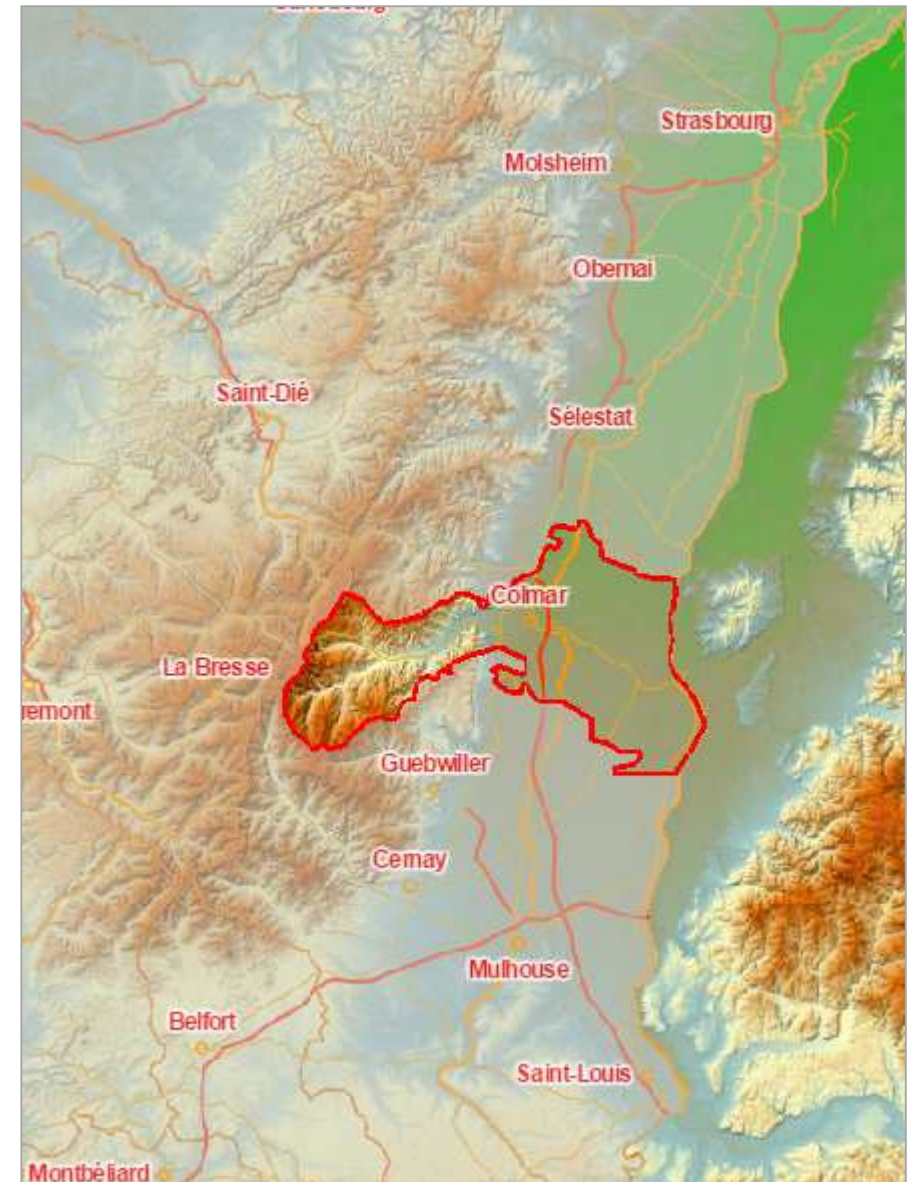 Strasbourg
Molsheim
Obernai
Saint-Dié
Sélestat
Colmar
La Bresse
remont.
Guebwiller
Cernay
Mulhouse
Belfort
Saint-Louis
Montbéliard